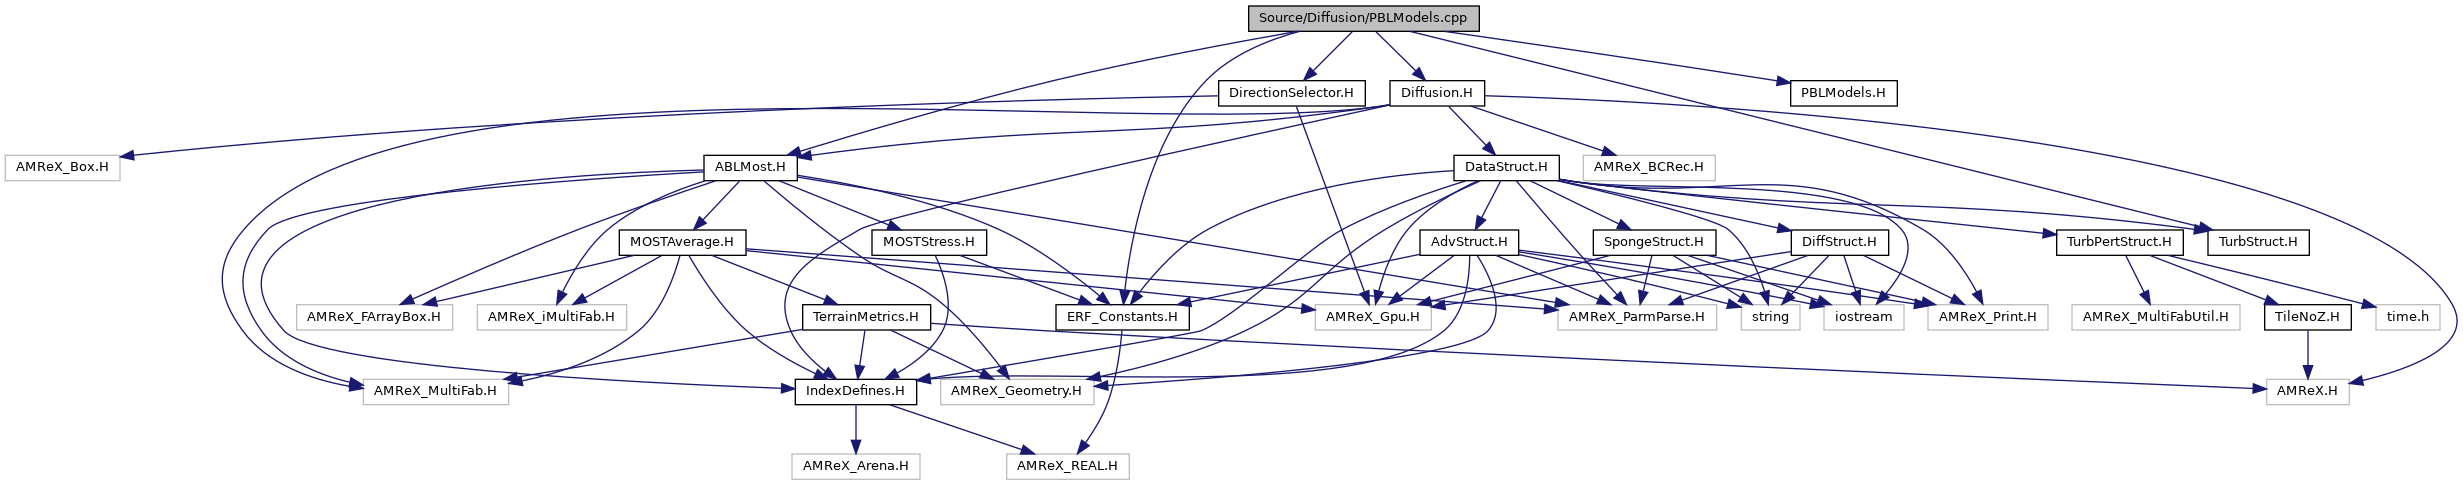 Source/Diffusion/PBLModels.cpp
DirectionSelector.H
Diffusion.H
PBLModels.H
AMReX_Box.H
ABLMost.H
DataStruct.H
AMReX_BCRec.H
MOSTAverage.H
MOSTStress.H
AdvStruct.H
SpongeStruct.H
DiffStruct.H
TurbPertStruct.H
TurbStruct.H
AMReX_FArrayBox.H
AMReX_iMultiFab.H
TerrainMetrics.H
ERF_Constants.H
AMReX_Gpu.H
AMReX_ParmParse.H
string
iostream
AMReX_Print.H
AMReX_MultiFabUtil.H
TileNoZ.H
time.h
AMReX_MultiFab.H
IndexDefines.H
AMReX_Geometry.H
AMReX.H
AMReX_Arena.H
AMReX_REAL.H